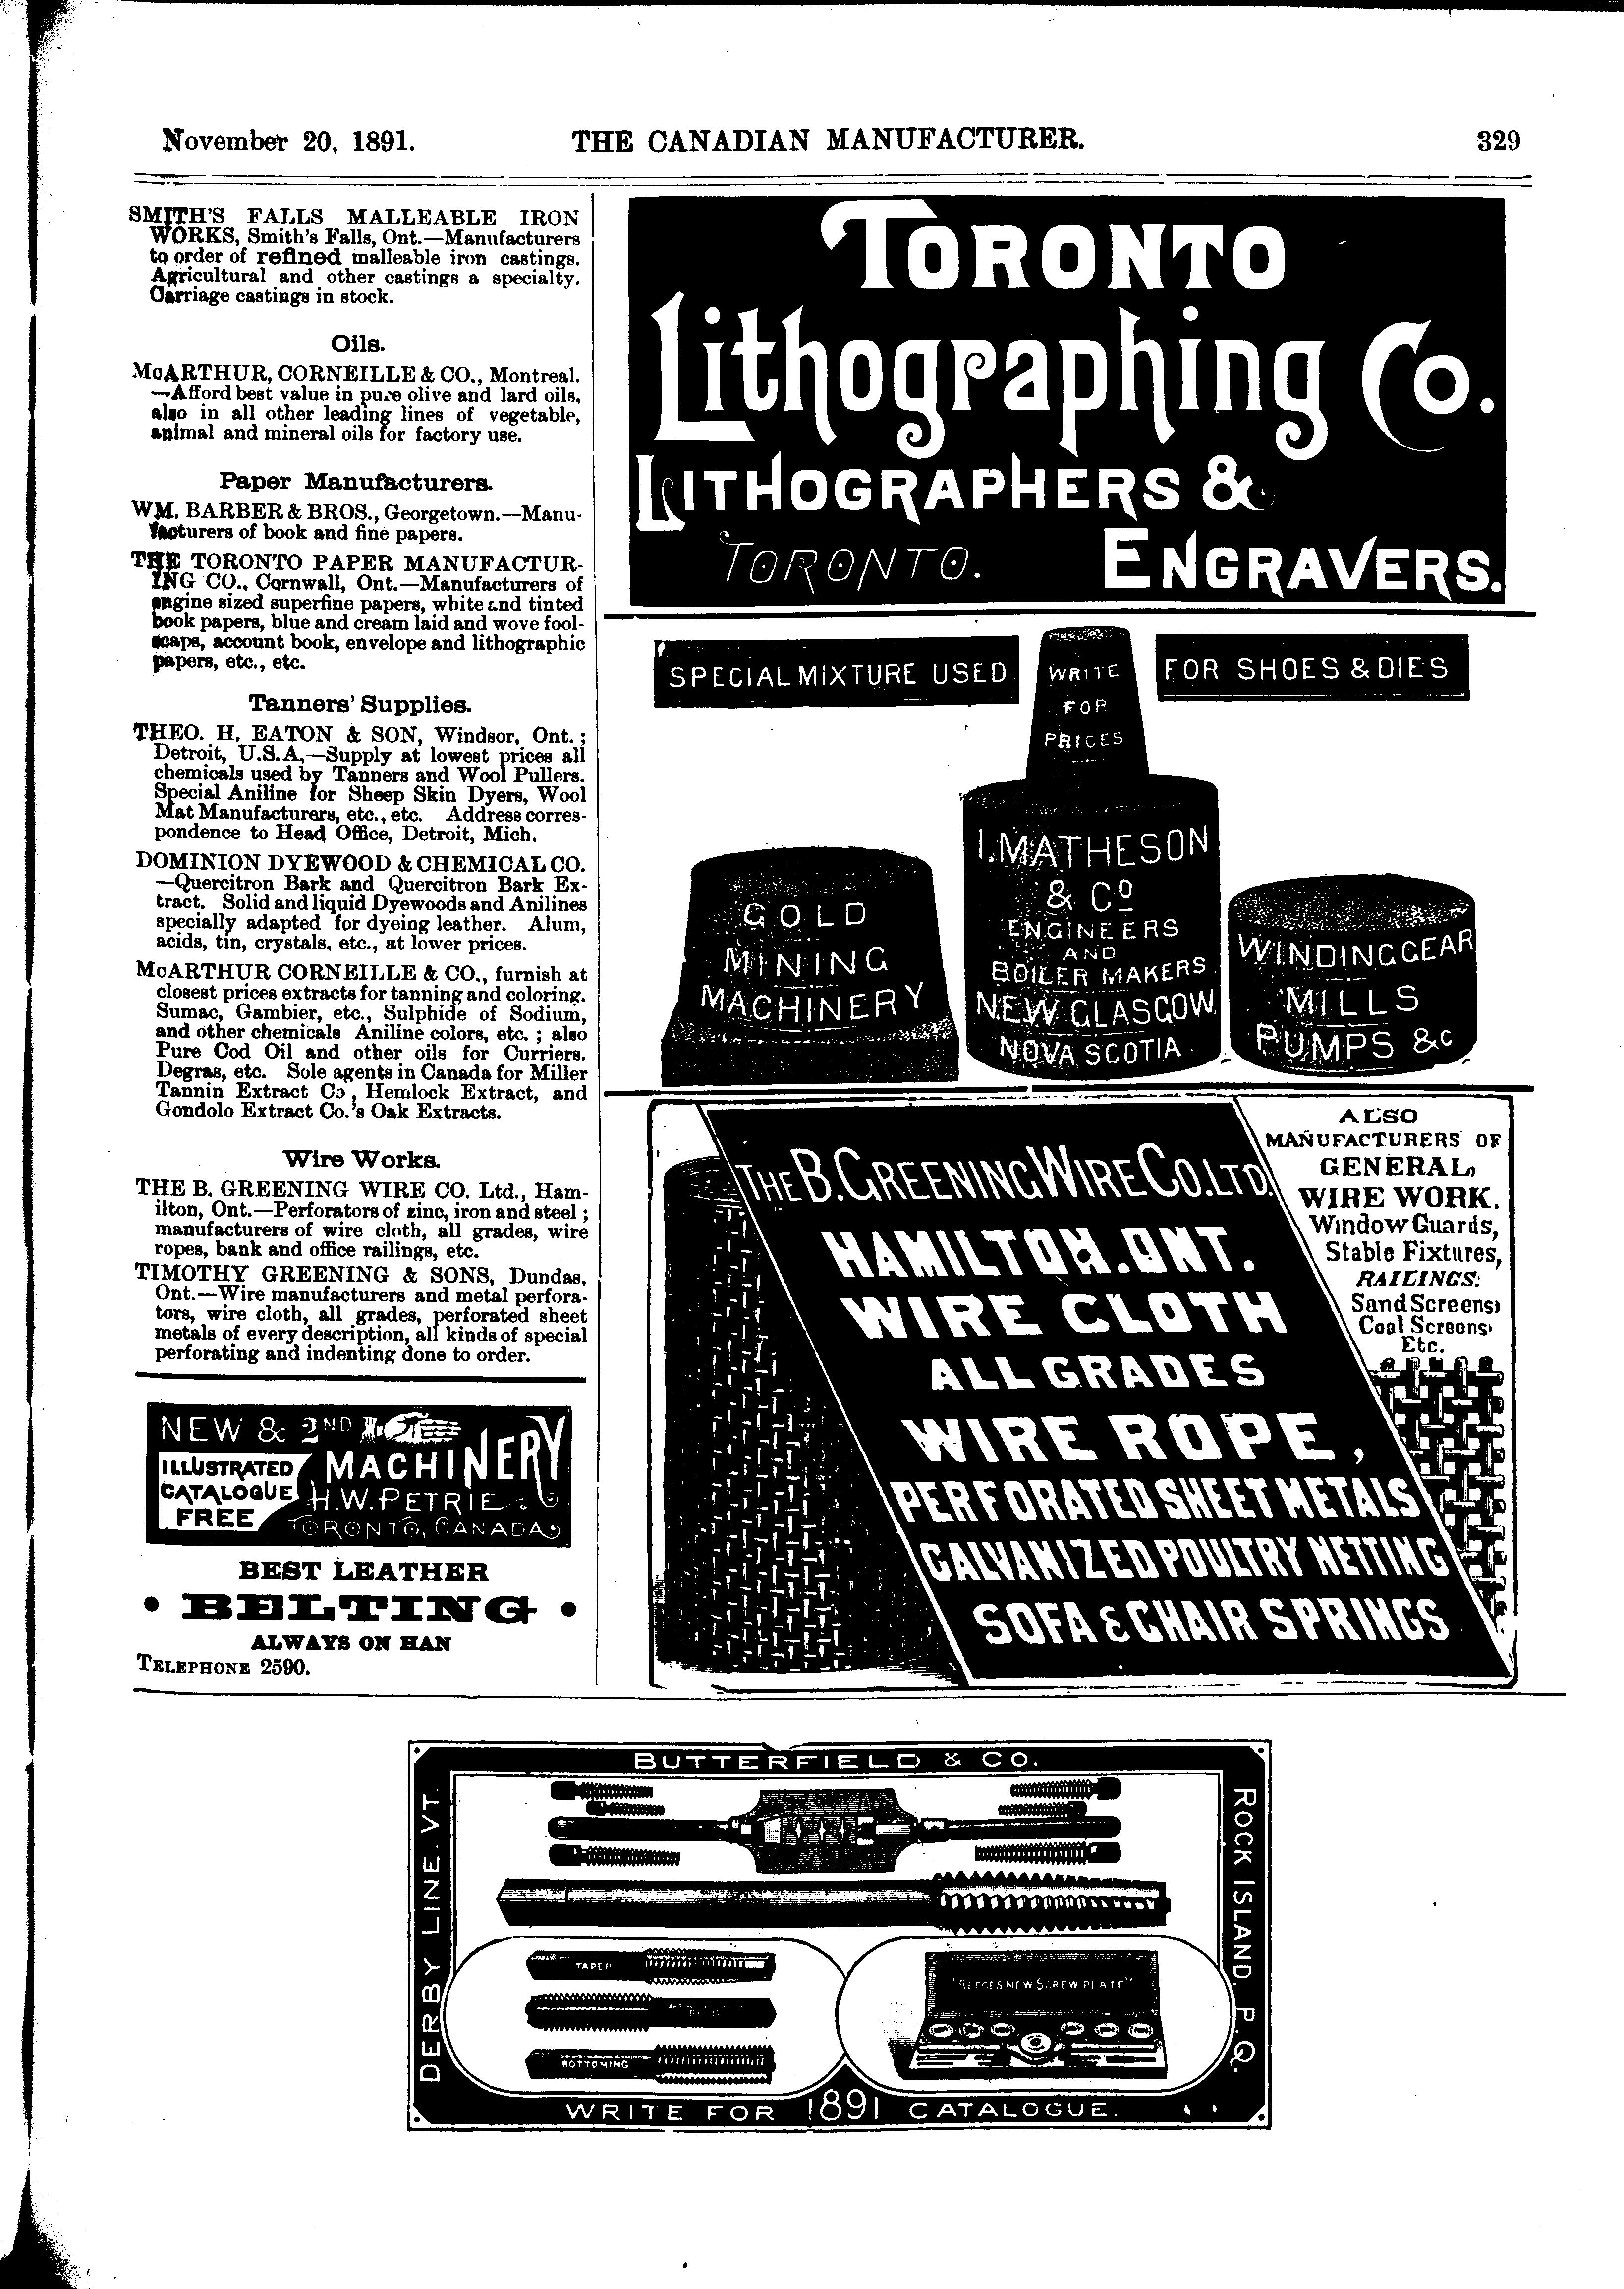 November 20, 1891. THE CANADIAN MANUFACTURER. 329
SMITH'S FALLS MALLEABLE IRON
WORKS, Smith's Falls, Ont.—Manufacturers
to order of refined malleable iron castings.
Agricultural and other castings a specialty.
Carriage castings in stock.
Oils.
McARTHUR, CORNEILLE & CO., Montreal.
—Afford best value in pure olive and lard oils,
also in all other leading lines of vegetable,
animal and mineral oils for factory use.
Paper Manufacturers.
WM. BARBER & BROS., Georgetown.—Manu-
facturers of book and fine papers.
THE TORONTO PAPER MANUFACTUR-
ING CO., Cornwall, Ont.—Manufacturers of
engine sized superfine papers, white and tinted
book papers, blue and cream laid and wove fool-
scaps, account book, envelope and lithographic
papers, etc., etc.
Tanners' Supplies.
THEO. H. EATON & SON, Windsor, Ont.;
Detroit, U.S.A.—Supply at lowest prices all
chemicals used by Tanners and Wool Pullers.
Special Aniline for Sheep Skin Dyers, Wool
Mat Manufacturers, etc., etc. Address corres-
pondence to Head Office, Detroit, Mich.
DOMINION DYEWOOD & CHEMICAL CO.
—Quercitron Bark and Quercitron Bark Ex-
tract. Solid and liquid Dyewoods and Anilines
specially adapted for dyeing leather. Alum,
acids, tin, crystals, etc., at lower prices.
McARTHUR CORNEILLE & CO., furnish at
closest prices extracts for tanning and coloring.
Sumac, Gambier, etc., Sulphide of Sodium,
and other chemicals Aniline colors, etc.; also
Pure Cod Oil and other oils for Curriers.
Degras, etc. Sole agents in Canada for Miller
Tannin Extract Co, Hemlock Extract, and
Gondolo Extract Co.'s Oak Extracts.
Wire Works.
THE B. GREENING WIRE CO. Ltd., Ham-
ilton, Ont.—Perforators of zinc, iron and steel;
manufacturers of wire cloth, all grades, wire
ropes, bank and office railings, etc.
TIMOTHY GREENING & SONS, Dundas,
Ont.—Wire manufacturers and metal perfora-
tors, wire cloth, all grades, perforated sheet
metals of every description, all kinds of special
perforating and indenting done to order.
NEW & 2ND
MACHINERY
ILLUSTRATED
CATALOGUE
FREE
H.W. PETRIE
TORONTO, CANADA
BEST LEATHER
• BELTING •
ALWAYS ON HAN
TELEPHONE 2590.
TORONTO
Lithographing Co.
LITHOGRAPHERS &
TORONTO. ENGRAVERS.
SPECIAL MIXTURE USED
FOR SHOES & DIES
WRITE
FOR
PRICES
GOLD
MINING
MACHINERY
I. MATHESON
& Co
ENGINEERS
AND
BOILER MAKERS
NEW GLASGOW
NOVA SCOTIA.
WINDING GEAR
MILLS
PUMPS &c
THE B. GREENING WIRE CO. LTD.
HAMILTON. ONT.
WIRE CLOTH
ALL GRADES
WIRE ROPE,
PERFORATED SHEET METALS
GALVANIZED POULTRY NETTING
SOFA & CHAIR SPRINGS
ALSO
MANUFACTURERS OF
GENERAL
WIRE WORK.
Window Guards,
Stable Fixtures,
RAILINGS.
Sand Screens,
Coal Screens,
Etc.
BUTTERFIELD & CO.
DERBY LINE. VT.
ROCK ISLAND. P.Q.
TAPER
BOTTOMING
"REECE'S NEW SCREW PLATE"
WRITE FOR 1891 CATALOGUE.